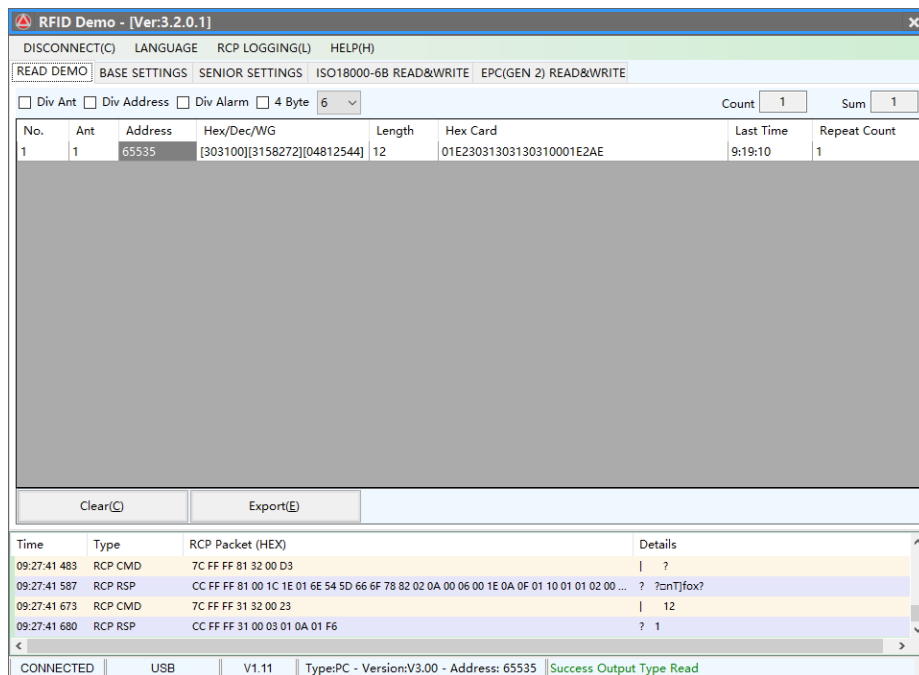 RFID Demo - [Ver:3.2.0.1]
DISCONNECT(C) LANGUAGE RCP LOGGING(L) HELP(H)
READ DEMO BASE SETTINGS SENIOR SETTINGS ISO18000-6B READ&WRITE EPC(GEN 2) READ&WRITE
Div Ant Div Address Div Alarm 4 Byte 6 Count 1 Sum 1
No. Ant Address Hex/Dec/WG Length Hex Card Last Time Repeat Count
1 1 65535 [303100][3158272][04812544] 12 01E23031303130310001E2AE 9:19:10 1
Clear(C) Export(E)
Time Type RCP Packet (HEX) Details
09:27:41 483 RCP CMD 7C FF FF 81 32 00 D3 | ?
09:27:41 587 RCP RSP CC FF FF 81 00 1C 1E 01 6E 54 5D 66 6F 78 82 02 0A 00 06 00 1E 0A 0F 01 10 01 01 02 00 ... ? ?□nT]fox?
09:27:41 673 RCP CMD 7C FF FF 31 32 00 23 | 12
09:27:41 680 RCP RSP CC FF FF 31 00 03 01 0A 01 F6 ? 1
CONNECTED USB V1.11 Type:PC - Version:V3.00 - Address: 65535 Success Output Type Read